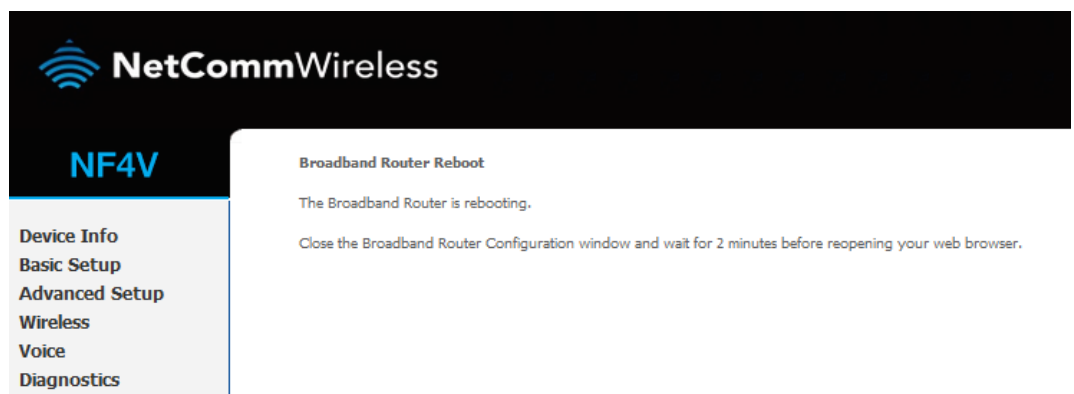 NetCommWireless
NF4V
Broadband Router Reboot
The Broadband Router is rebooting.
Close the Broadband Router Configuration window and wait for 2 minutes before reopening your web browser.
Device Info
Basic Setup
Advanced Setup
Wireless
Voice
Diagnostics